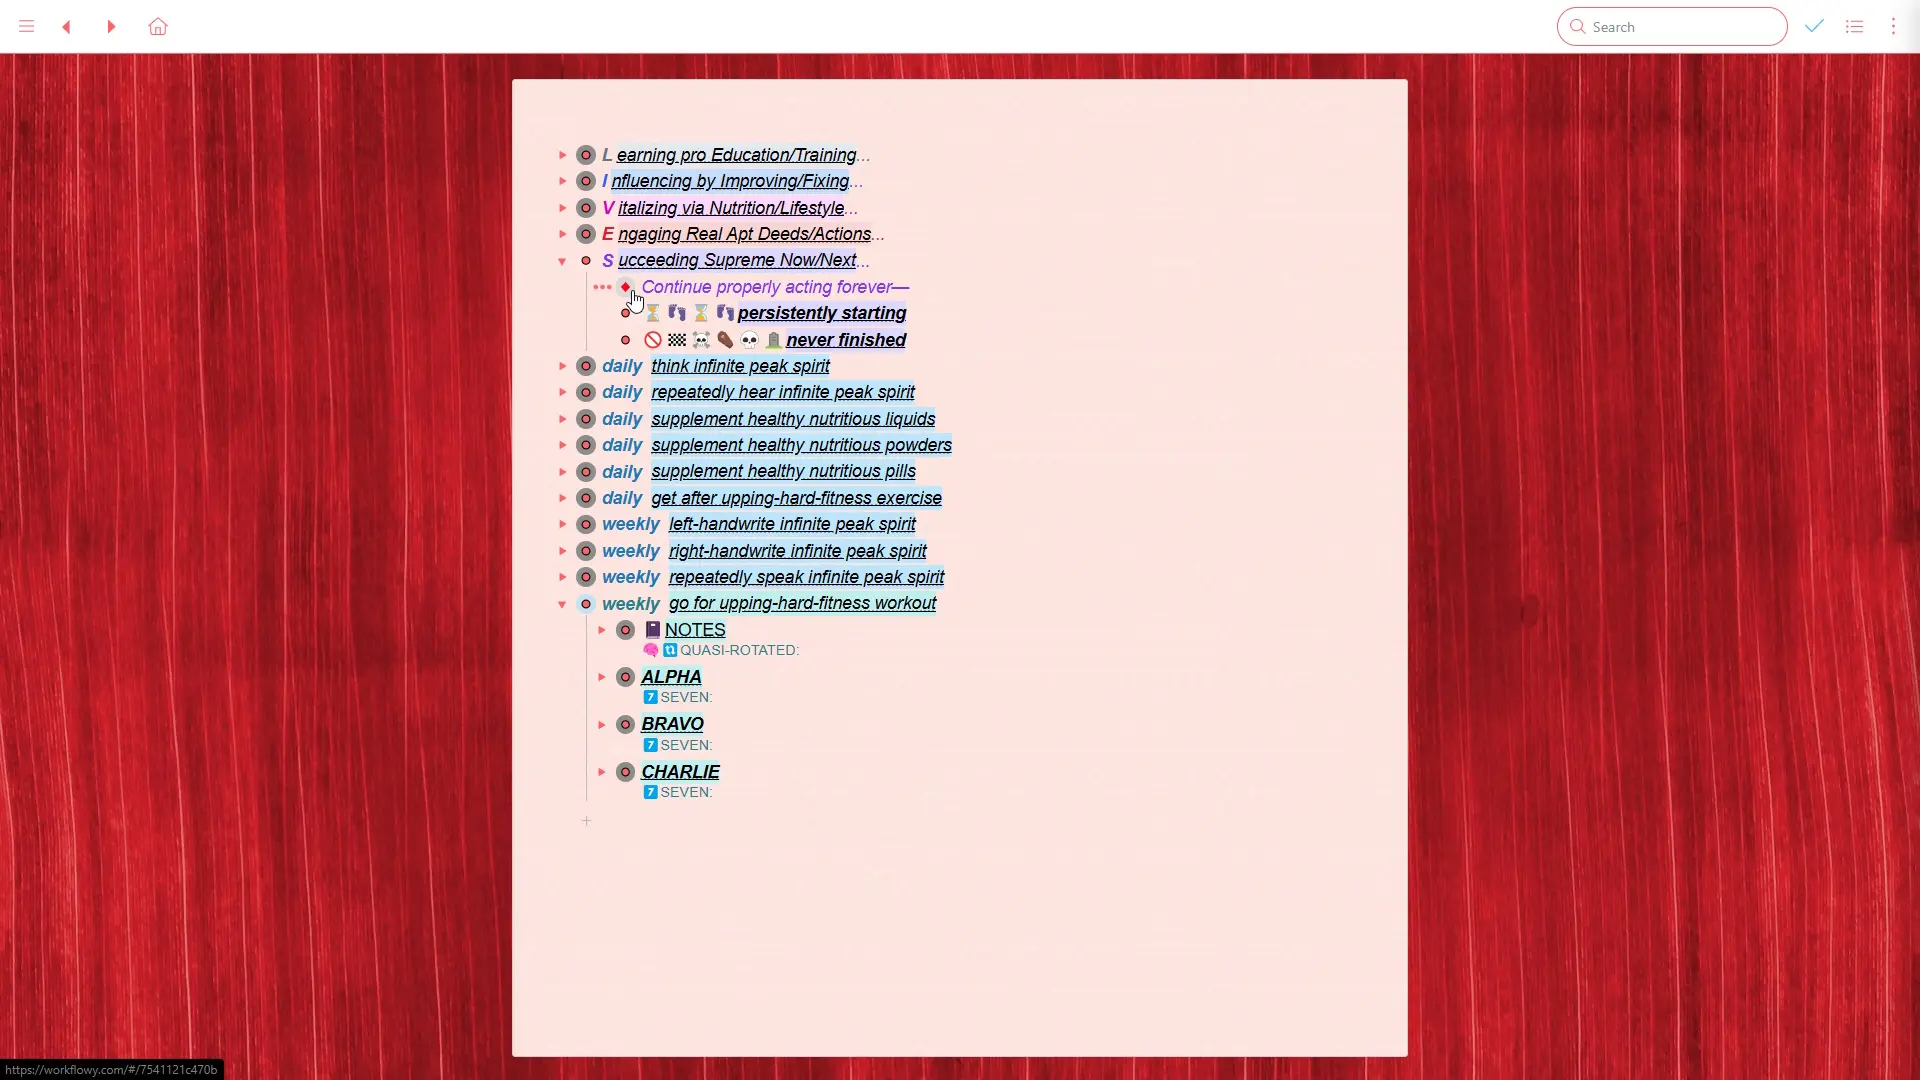 Search
L earning pro Education/Training...
I nfluencing by Improving/Fixing...
V italizing via Nutrition/Lifestyle...
E ngaging Real Apt Deeds/Actions...
S ucceeding Supreme Now/Next...
Continue properly acting forever—
⏳👣⏳👣persistently starting
🚫🏁☠️⚰️💀🪦never finished
daily think infinite peak spirit
daily repeatedly hear infinite peak spirit
daily supplement healthy nutritious liquids
daily supplement healthy nutritious powders
daily supplement healthy nutritious pills
daily get after upping-hard-fitness exercise
weekly left-handwrite infinite peak spirit
weekly right-handwrite infinite peak spirit
weekly repeatedly speak infinite peak spirit
weekly go for upping-hard-fitness workout
📓NOTES
🧠🔃QUASI-ROTATED:
ALPHA
7️⃣SEVEN:
BRAVO
7️⃣SEVEN:
CHARLIE
7️⃣SEVEN:
https://workflowy.com/#/7541121c470b